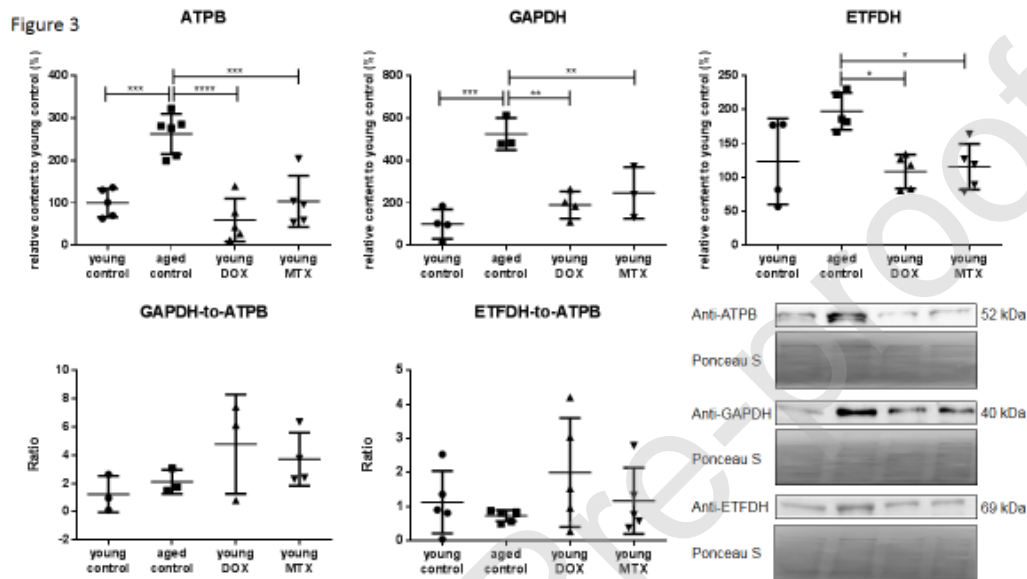 Figure 3
ATPB
relative content to young control (%)
400
300
200
100
0
***
***
****
young control
aged control
young DOX
young MTX
GAPDH
relative content to young control (%)
800
600
400
200
0
**
***
**
young control
aged control
young DOX
young MTX
ETFDH
relative content to young control (%)
250
200
150
100
50
0
*
*
young control
aged control
young DOX
young MTX
GAPDH-to-ATPB
Ratio
10
8
6
4
2
0
-2
young control
aged control
young DOX
young MTX
ETFDH-to-ATPB
Ratio
5
4
3
2
1
0
young control
aged control
young DOX
young MTX
Anti-ATPB
52 kDa
Ponceau S
Anti-GAPDH
40 kDa
Ponceau S
Anti-ETFDH
69 kDa
Ponceau S
Pre-proof